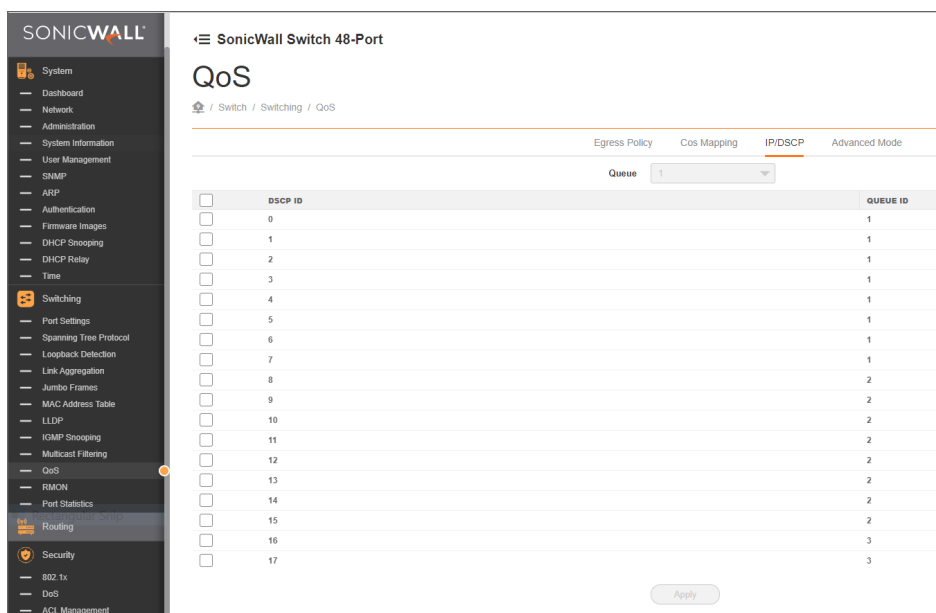 SONICWALL
System
Dashboard
Network
Administration
System Information
User Management
SNMP
ARP
Authentication
Firmware Images
DHCP Snooping
DHCP Relay
Time
Switching
Port Settings
Spanning Tree Protocol
Loopback Detection
Link Aggregation
Jumbo Frames
MAC Address Table
LLDP
IGMP Snooping
Multicast Filtering
QoS
RMON
Port Statistics
Rectangular Snip
Routing
Security
802.1x
DoS
ACL Management
SonicWall Switch 48-Port
QoS
/ Switch / Switching / QoS
Egress Policy Cos Mapping IP/DSCP Advanced Mode
Queue 1
DSCP ID QUEUE ID
0 1
1 1
2 1
3 1
4 1
5 1
6 1
7 1
8 2
9 2
10 2
11 2
12 2
13 2
14 2
15 2
16 3
17 3
Apply